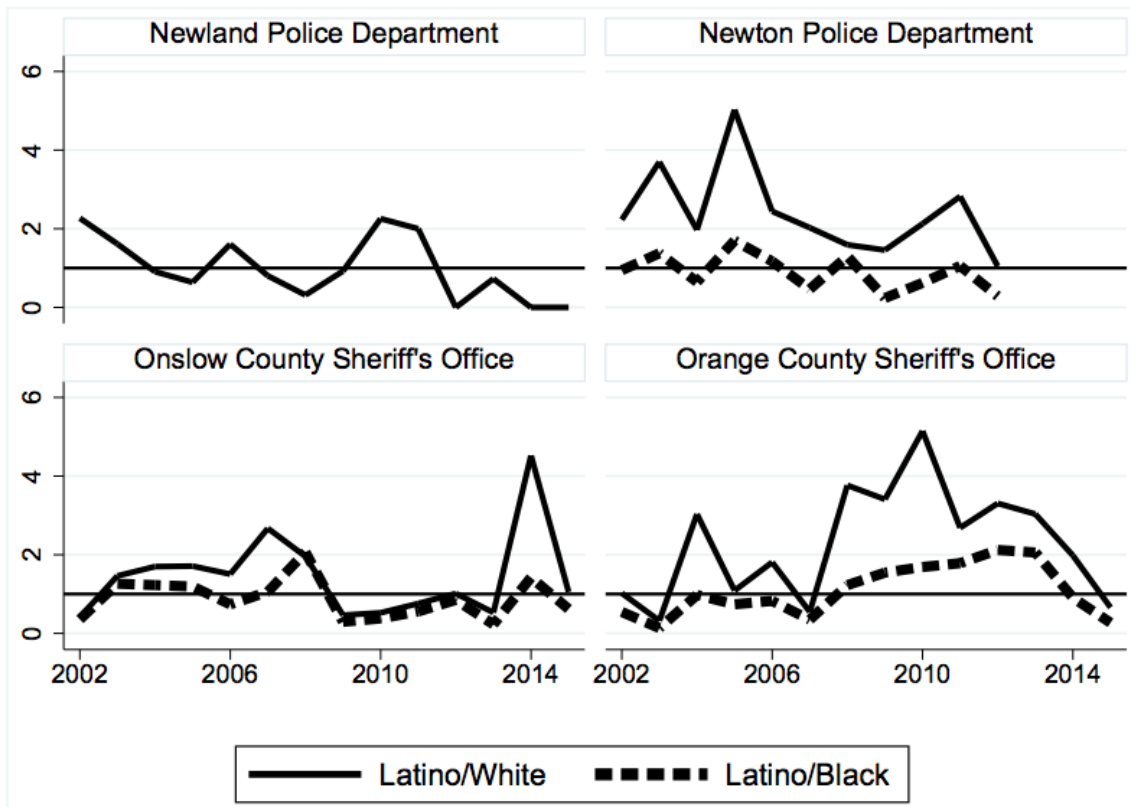 Newland Police Department
Newton Police Department
6
4
2
0
Onslow County Sheriff's Office
Orange County Sheriff's Office
6
4
2
0
2002 2006 2010 2014 2002 2006 2010 2014
Latino/White Latino/Black